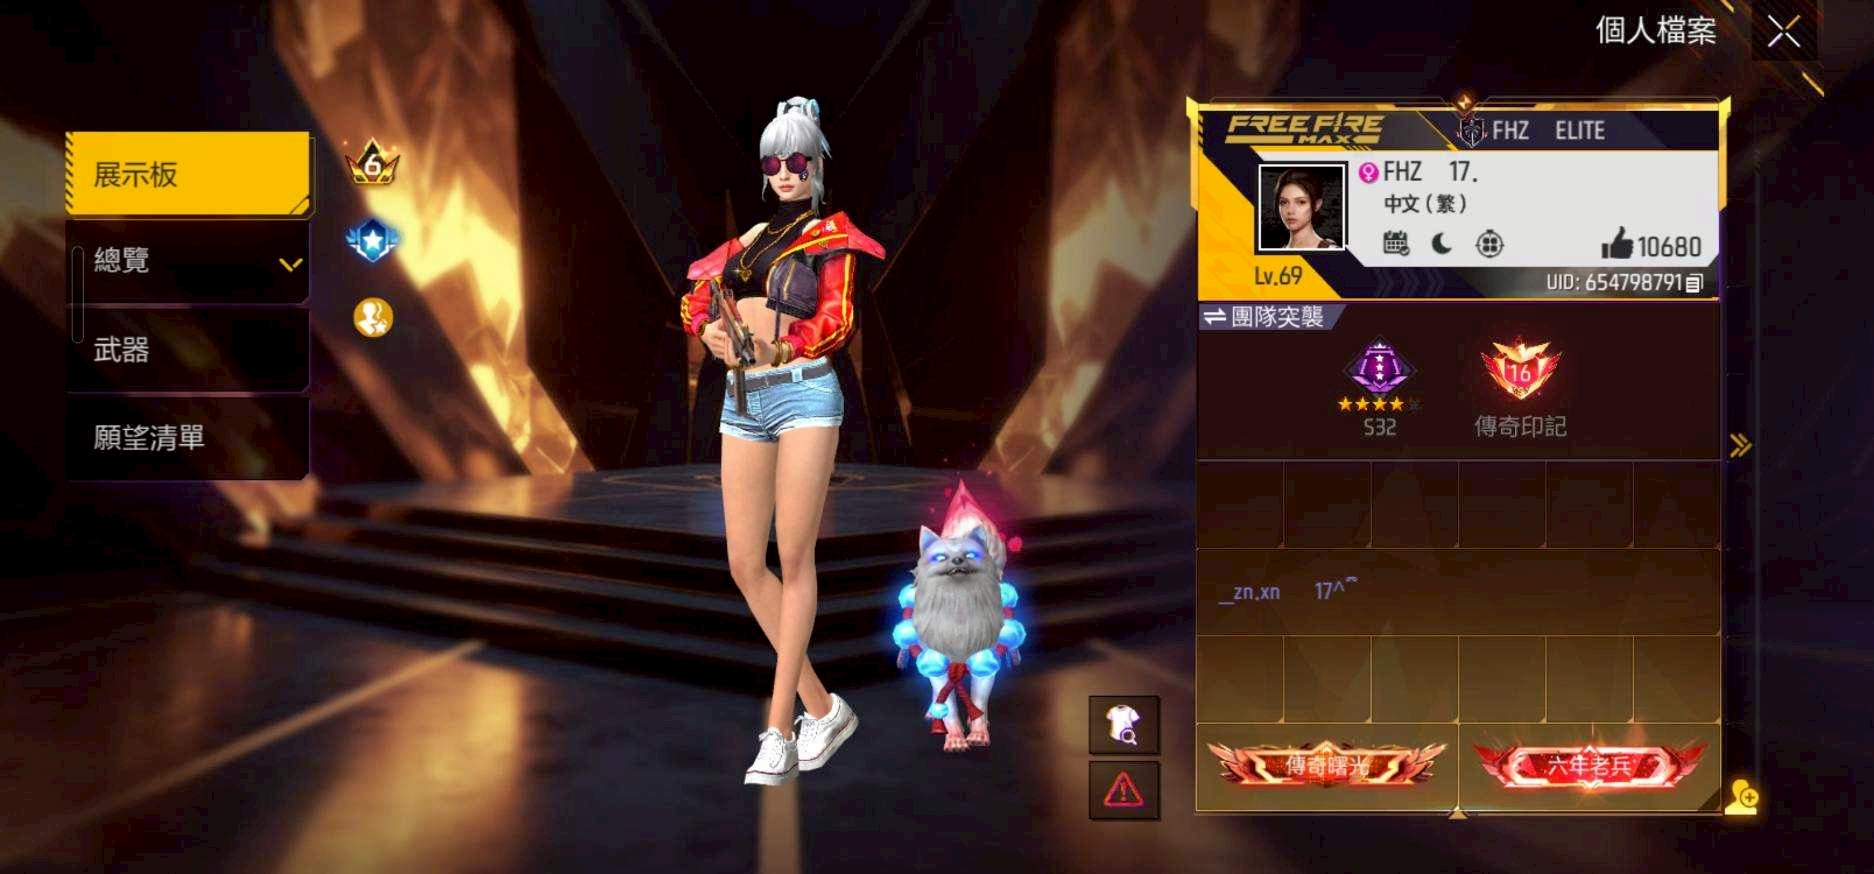 個人檔案
展示板
6
總覽
武器
願望清單
FREE FIRE
MAX
FHZ ELITE
FHZ 17.
中文(繁)
10680
Lv.69
UID: 654798791
團隊突襲
16
S32
傳奇印記
_zn.xn 17^
傳奇曙光
六年老兵